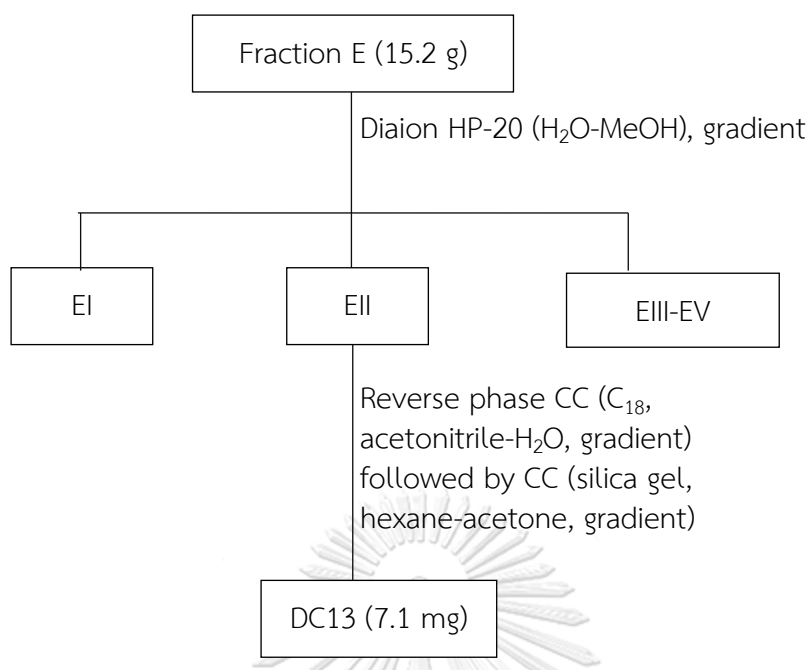 Fraction E (15.2 g)
Diaion HP-20 (H₂O-MeOH), gradient
EI
EII
EIII-EV
Reverse phase CC (C₁₈,
acetonitrile-H₂O, gradient)
followed by CC (silica gel,
hexane-acetone, gradient)
DC13 (7.1 mg)